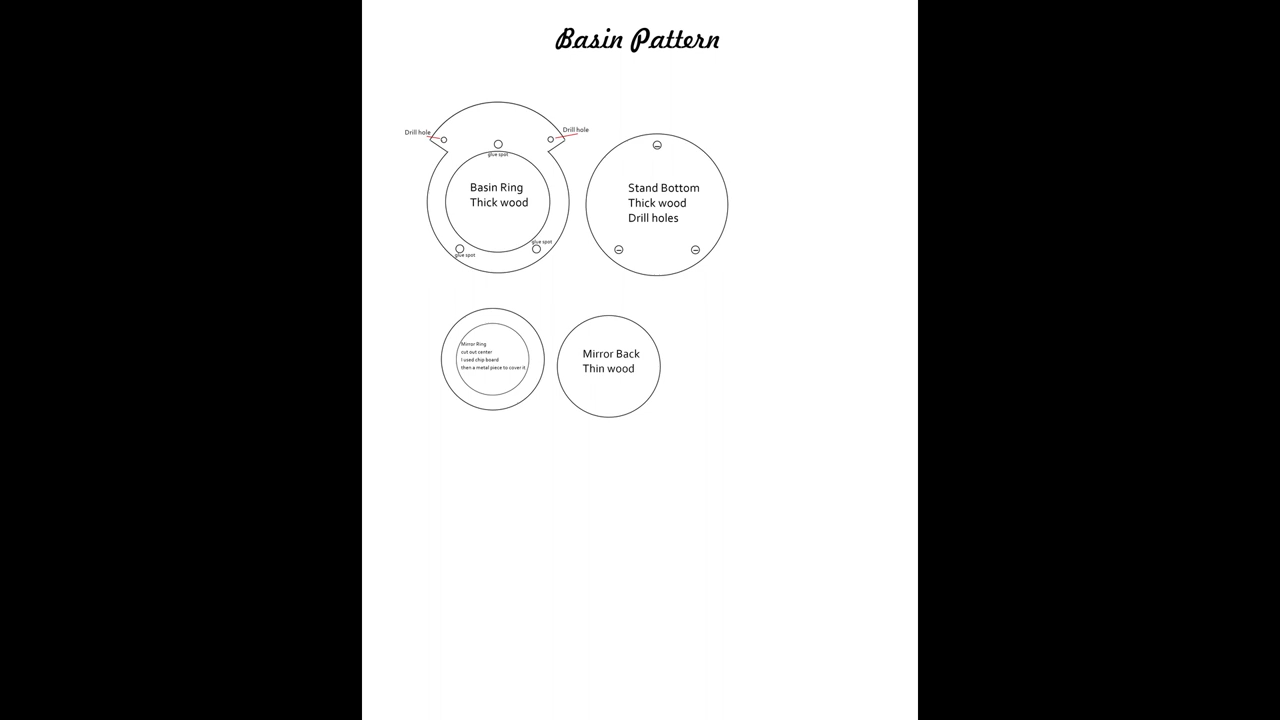 Basin Pattern
Drill hole
Drill hole
glue spot
Basin Ring
Thick wood
glue spot
glue spot
Stand Bottom
Thick wood
Drill holes
Mirror Ring
cut out center
I used chip board
then a metal piece to cover it
Mirror Back
Thin wood